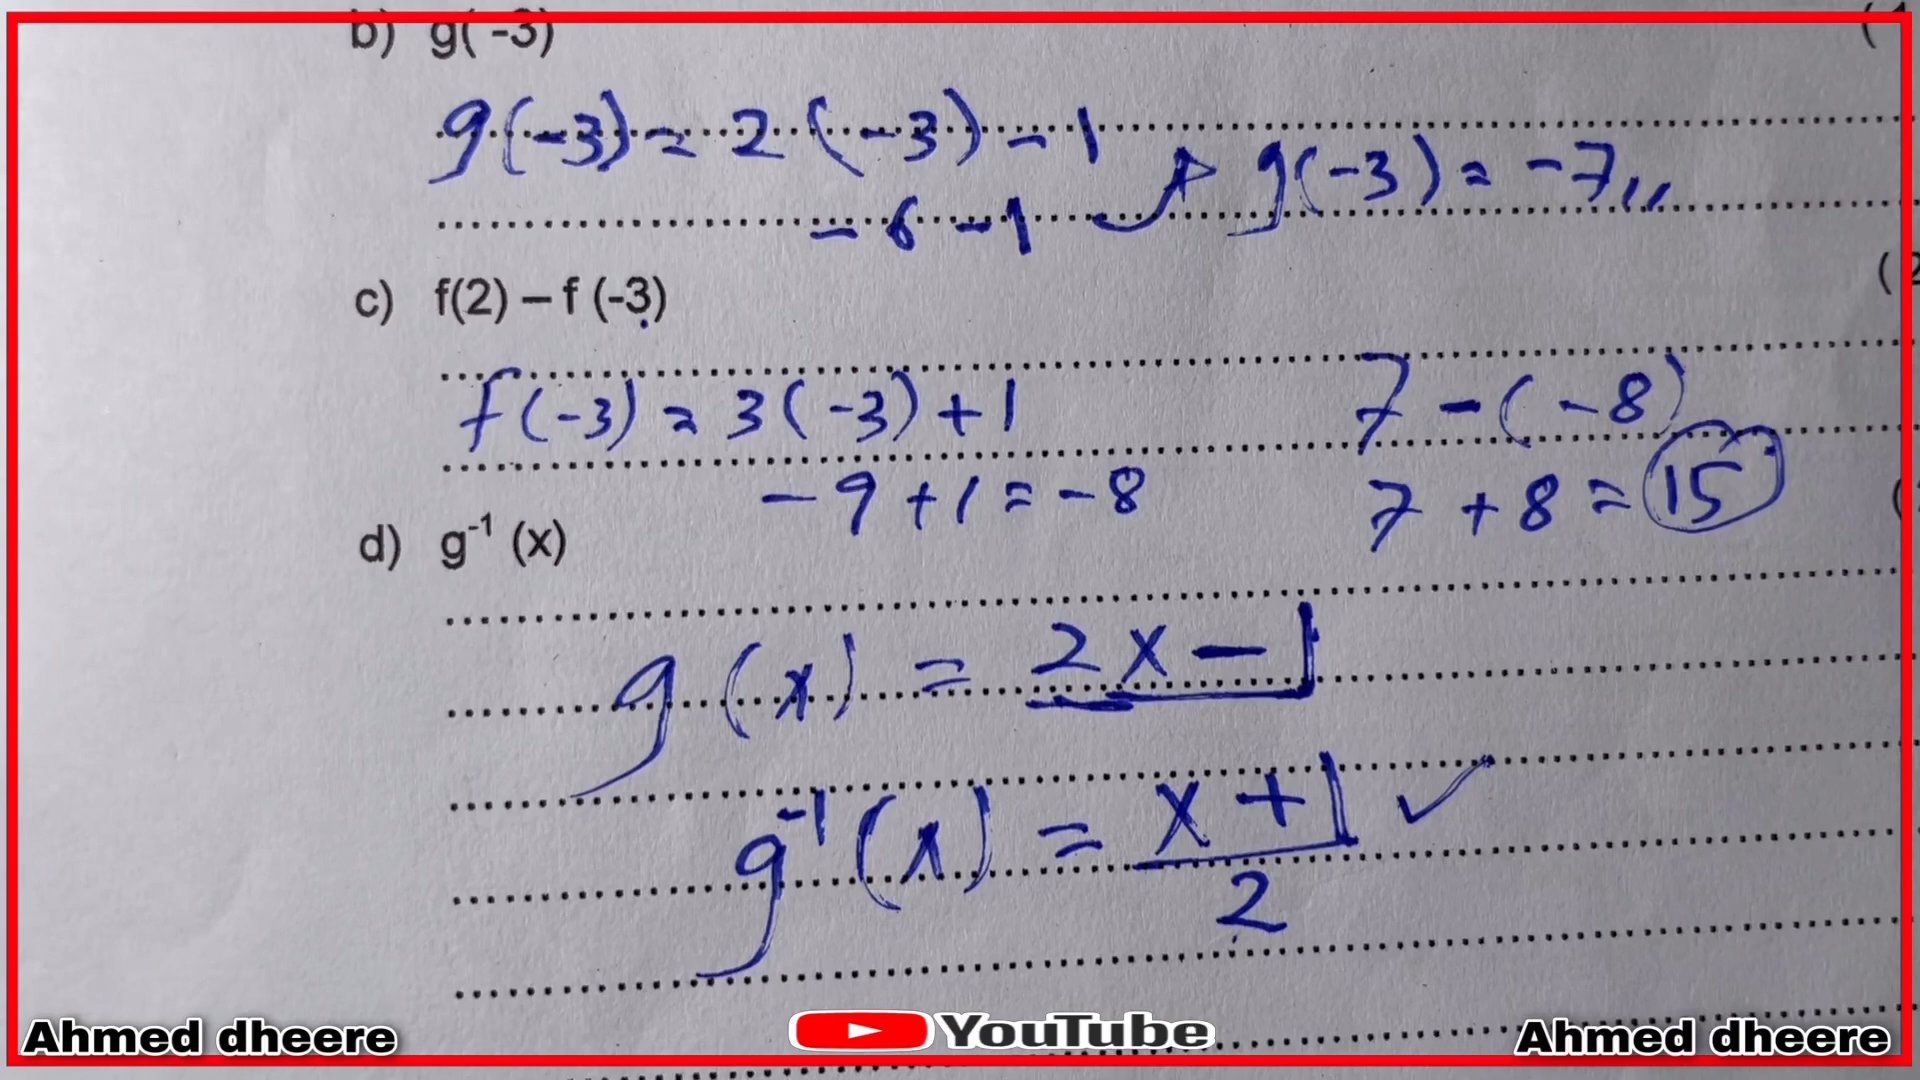 b) g( -3)
g(-3) = 2(-3) - 1
- 6 - 1 g(-3) = -7,,
c) f(2) – f (-3)
f(-3) = 3(-3) + 1 7 - (-8)
- 9 + 1 = - 8 7 + 8 = 15
d) g⁻¹ (x)
g(x) = 2x - 1
g⁻¹(x) = x + 1 ✓
2
Ahmed dheere YouTube Ahmed dheere